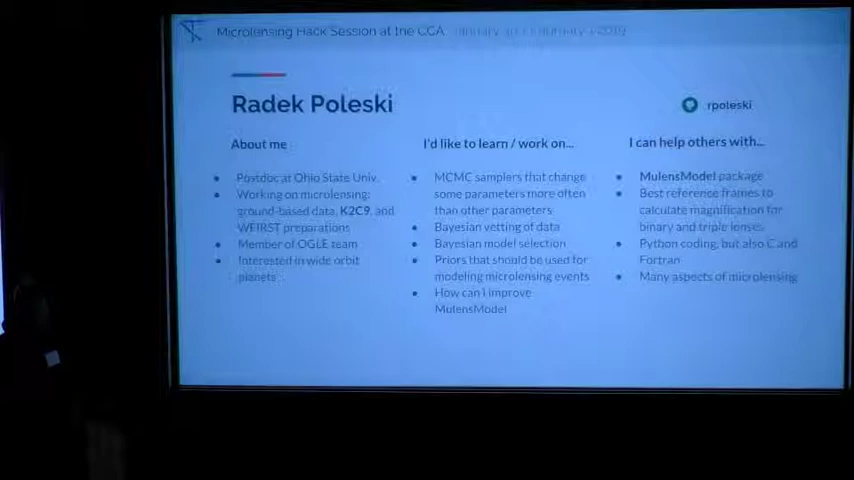 Microlensing Hack Session at the CCA
Radek Poleski
rpoleski
About me
Postdoc at Ohio State Univ.
Working on microlensing:
ground-based data, K2C9, and
WFIRST preparations
Member of OGLE team
Interested in wide orbit
planets
I'd like to learn / work on...
MCMC samplers that change
some parameters more often
than other parameters
Bayesian vetting of data
Bayesian model selection
Priors that should be used for
modeling microlensing events
How can I improve
MulensModel
I can help others with...
MulensModel package
Best reference frames to
calculate magnification for
binary and triple lenses
Python coding, but also C and
Fortran
Many aspects of microlensing